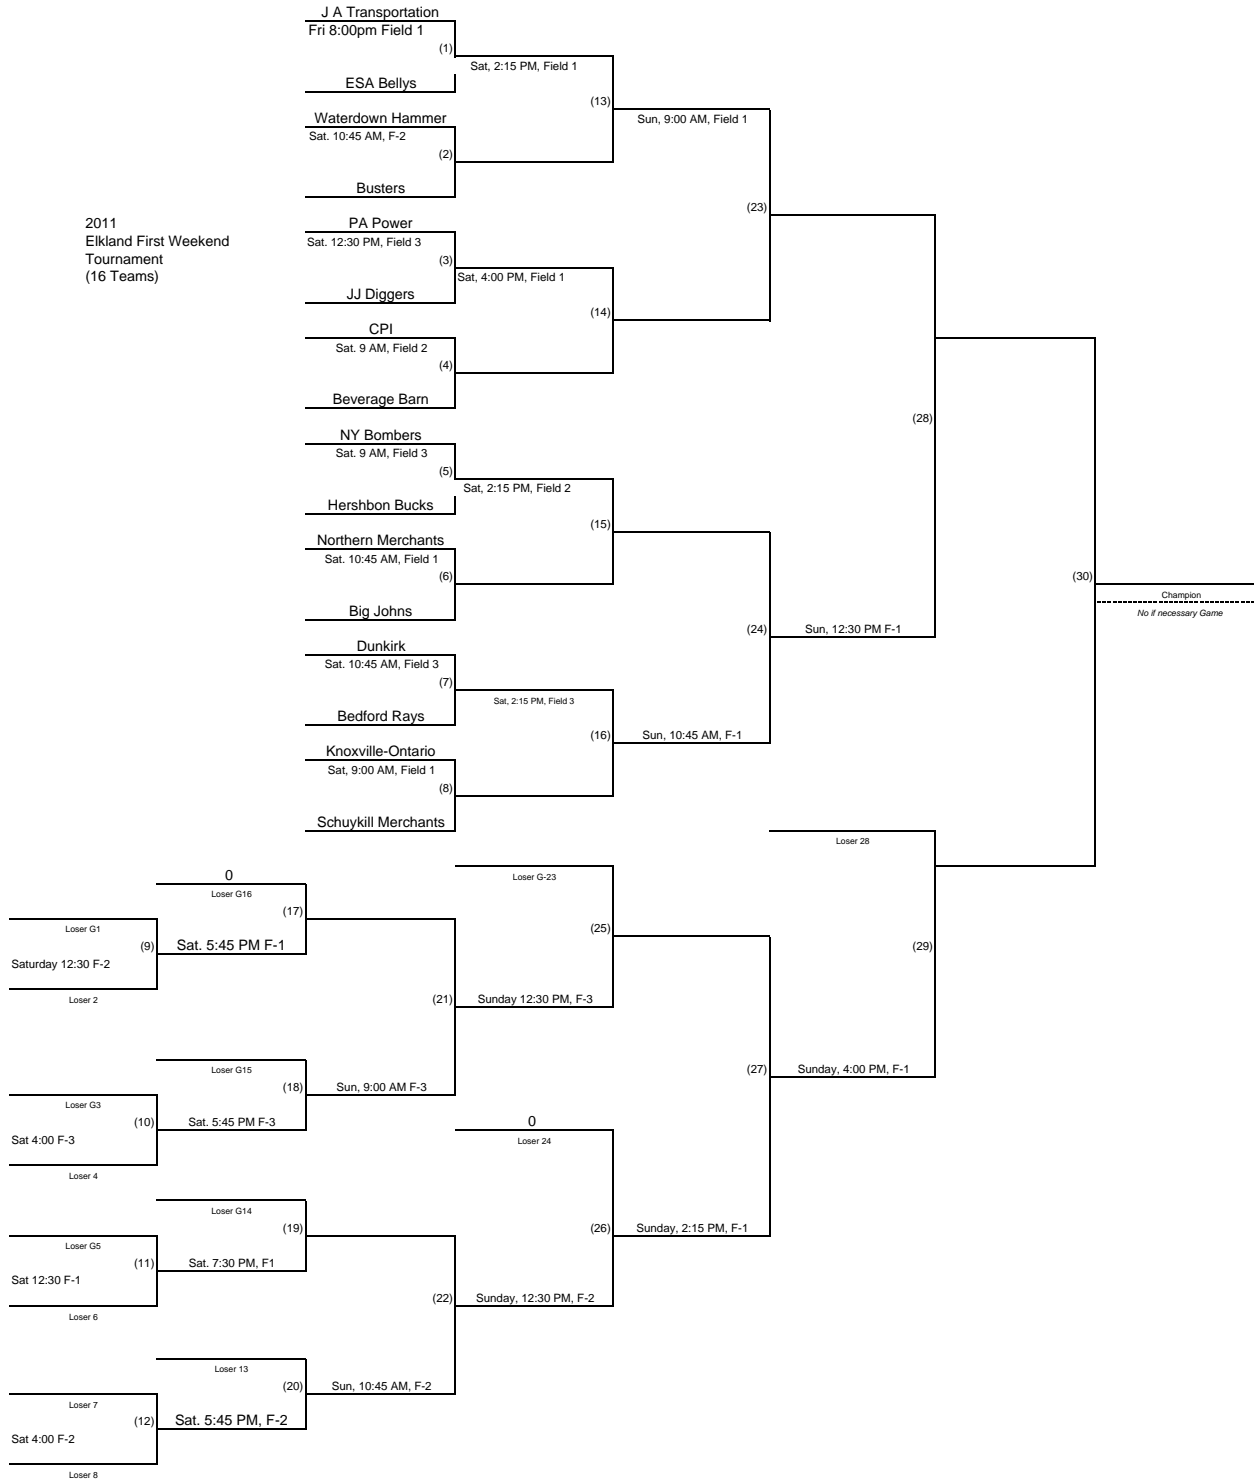 J A Transportation
Fri 8:00pm Field 1
(1)
Sat, 2:15 PM, Field 1
ESA Bellys
(13)
Waterdown Hammer
Sun, 9:00 AM, Field 1
Sat. 10:45 AM, F-2
(2)
Busters
(23)
2011
Elkland First Weekend
Tournament
(16 Teams)
PA Power
Sat. 12:30 PM, Field 3
(3)
Sat, 4:00 PM, Field 1
JJ Diggers
(14)
CPI
Sat. 9 AM, Field 2
(4)
Beverage Barn
(28)
NY Bombers
Sat. 9 AM, Field 3
(5)
Sat, 2:15 PM, Field 2
Hershbon Bucks
(15)
Northern Merchants
Sat. 10:45 AM, Field 1
(6)
(30)
Champion
No if necessary Game
Big Johns
(24)
Sun, 12:30 PM F-1
Dunkirk
Sat. 10:45 AM, Field 3
(7)
Sat, 2:15 PM, Field 3
Bedford Rays
(16)
Sun, 10:45 AM, F-1
Knoxville-Ontario
Sat, 9:00 AM, Field 1
(8)
Schuykill Merchants
Loser 28
0
Loser G-23
Loser G16
(17)
Loser G1
(25)
(9)
Sat. 5:45 PM F-1
(29)
Saturday 12:30 F-2
Loser 2
(21)
Sunday 12:30 PM, F-3
Loser G15
(27)
Sunday, 4:00 PM, F-1
(18)
Sun, 9:00 AM F-3
Loser G3
(10)
Sat. 5:45 PM F-3
0
Sat 4:00 F-3
Loser 24
Loser 4
Loser G14
(19)
(26)
Sunday, 2:15 PM, F-1
Loser G5
(11)
Sat. 7:30 PM, F1
Sat 12:30 F-1
(22)
Sunday, 12:30 PM, F-2
Loser 6
Loser 13
(20)
Sun, 10:45 AM, F-2
Loser 7
(12)
Sat. 5:45 PM, F-2
Sat 4:00 F-2
Loser 8